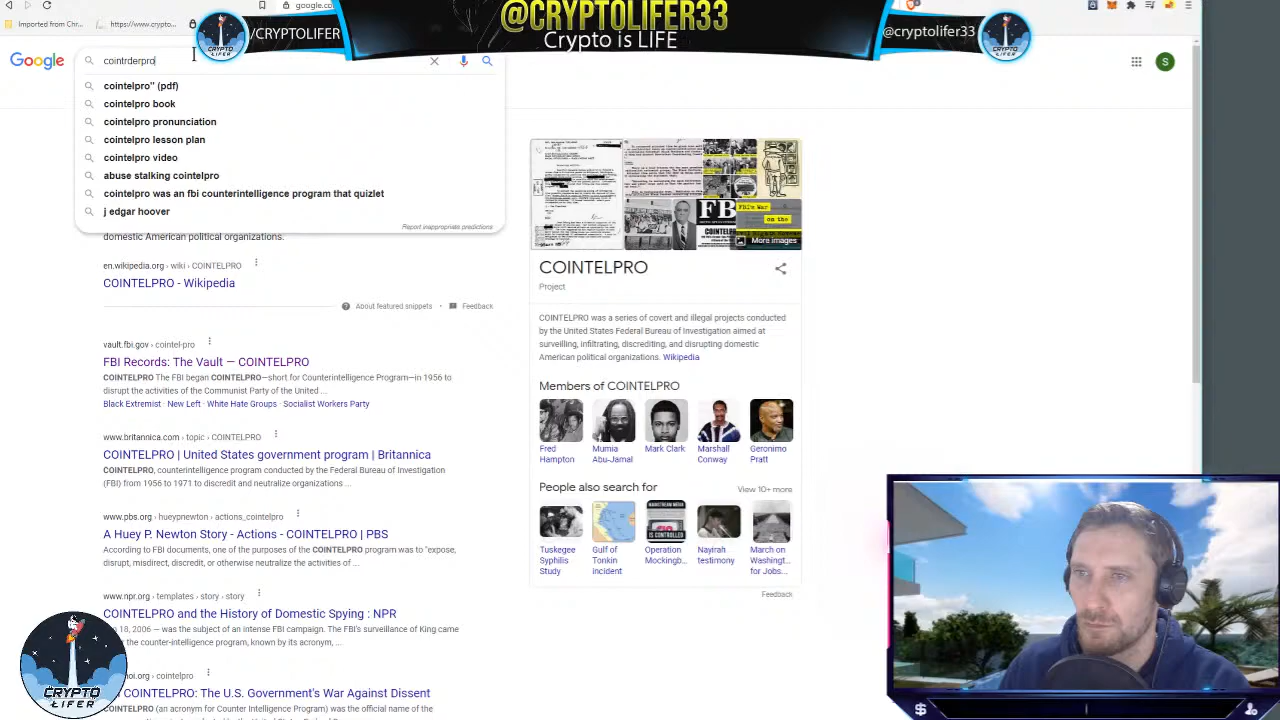 Imported from Chr...
https://www.crypto...
google.co
/CRYPTOLIFER
@CRYPTOLIFER33
Crypto is LIFE
@cryptolifer33
Google
cointrderpro
S
cointelpro" (pdf)
cointelpro book
cointelpro pronunciation
cointelpro lesson plan
cointelpro video
abuse stalking cointelpro
cointelpro was an fbi counterintelligence program that quizlet
j edgar hoover
Report inappropriate predictions
domestic American political organizations.
en.wikipedia.org › wiki › COINTELPRO
COINTELPRO - Wikipedia
About featured snippets • Feedback
vault.fbi.gov › cointel-pro
FBI Records: The Vault — COINTELPRO
COINTELPRO The FBI began COINTELPRO—short for Counterintelligence Program—in 1956 to
disrupt the activities of the Communist Party of the United ...
Black Extremist · New Left · White Hate Groups · Socialist Workers Party
www.britannica.com › topic › COINTELPRO
COINTELPRO | United States government program | Britannica
COINTELPRO, counterintelligence program conducted by the Federal Bureau of Investigation
(FBI) from 1956 to 1971 to discredit and neutralize organizations ...
www.pbs.org › hueypnewton › actions_cointelpro
A Huey P. Newton Story - Actions - COINTELPRO | PBS
According to FBI documents, one of the purposes of the COINTELPRO program was to "expose,
disrupt, misdirect, discredit, or otherwise neutralize the activities of ...
www.npr.org › templates › story › story
COINTELPRO and the History of Domestic Spying : NPR
18, 2006 — was the subject of an intense FBI campaign. The FBI's surveillance of King came
the counter-intelligence program, known by its acronym, ...
› cointelpro
COINTELPRO: The U.S. Government's War Against Dissent
COINTELPRO (an acronym for Counter Intelligence Program) was the official name of the
FBI's War
on the
FB
COINTELPRO
More images
COINTELPRO
Project
COINTELPRO was a series of covert and illegal projects conducted
by the United States Federal Bureau of Investigation aimed at
surveilling, infiltrating, discrediting, and disrupting domestic
American political organizations. Wikipedia
Members of COINTELPRO
Fred Hampton
Mumia Abu-Jamal
Mark Clark
Marshall Conway
Geronimo Pratt
People also search for
View 10+ more
Tuskegee Syphilis Study
Gulf of Tonkin incident
Operation Mockingb...
Nayirah testimony
March on Washingt... for Jobs...
Feedback
CRYPTO
LIFER
$